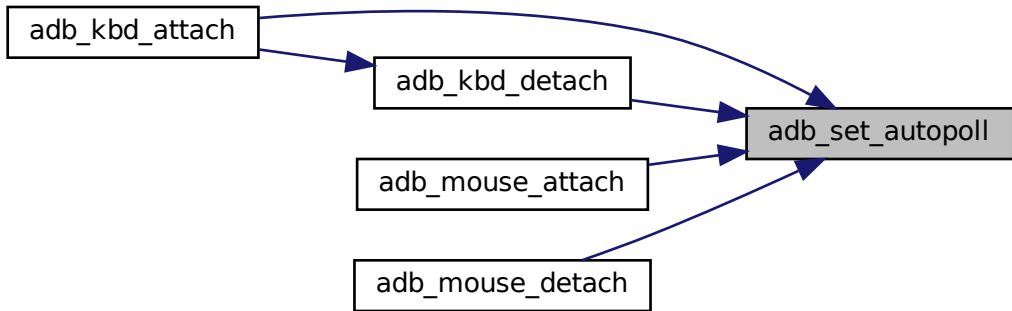 adb_kbd_attach
adb_kbd_detach
adb_set_autopoll
adb_mouse_attach
adb_mouse_detach